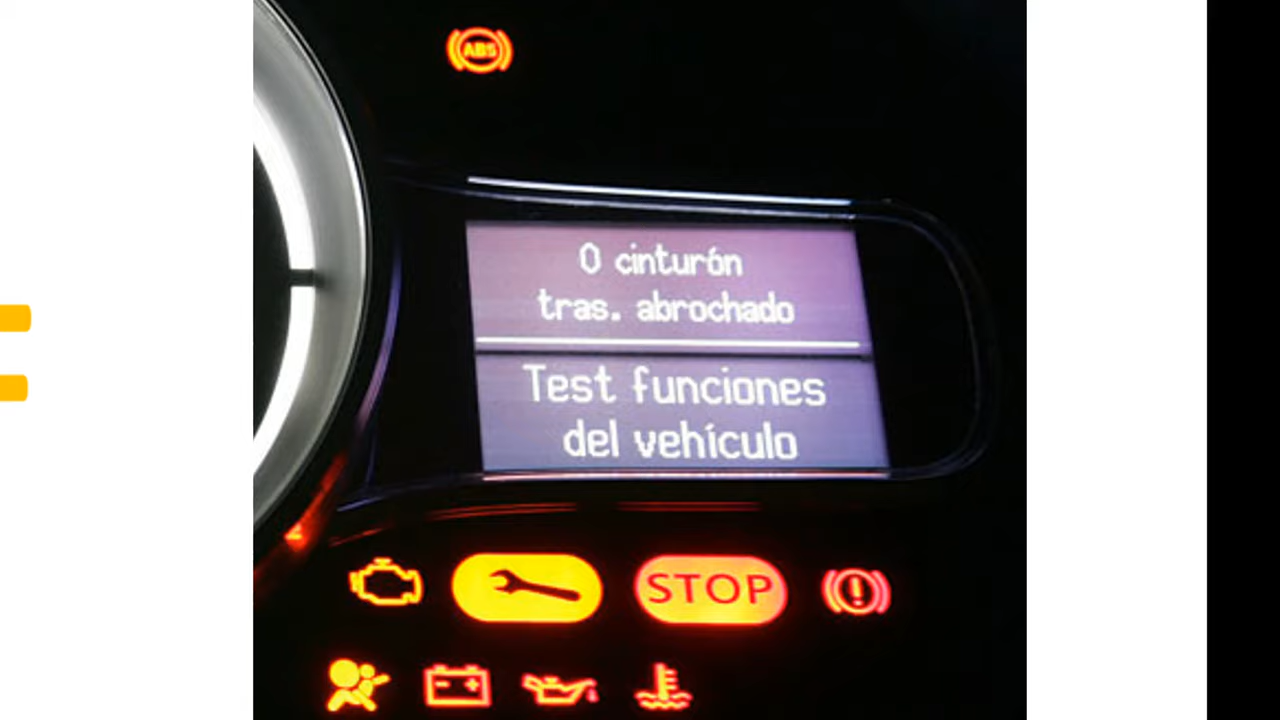 ABS
0 cinturón
tras. abrochado
Test funciones
del vehículo
STOP